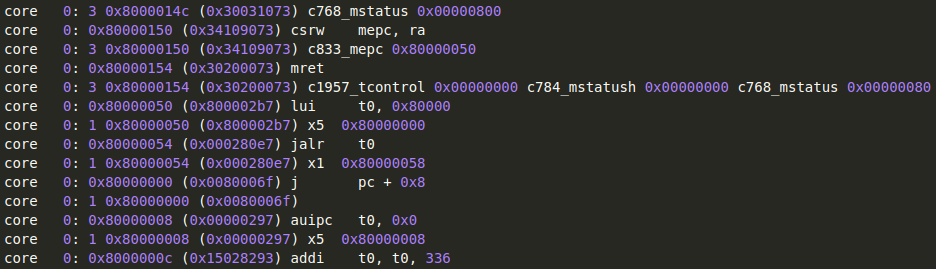 core   0: 3 0x8000014c (0x30031073) c768_mstatus 0x00000800
core   0: 0x80000150 (0x34109073) csrw    mepc, ra
core   0: 3 0x80000150 (0x34109073) c833_mepc 0x80000050
core   0: 0x80000154 (0x30200073) mret
core   0: 3 0x80000154 (0x30200073) c1957_tcontrol 0x00000000 c784_mstatush 0x00000000 c768_mstatus 0x00000080
core   0: 0x80000050 (0x800002b7) lui     t0, 0x80000
core   0: 1 0x80000050 (0x800002b7) x5  0x80000000
core   0: 0x80000054 (0x000280e7) jalr    t0
core   0: 1 0x80000054 (0x000280e7) x1  0x80000058
core   0: 0x80000000 (0x0080006f) j       pc + 0x8
core   0: 1 0x80000000 (0x0080006f)
core   0: 0x80000008 (0x00000297) auipc   t0, 0x0
core   0: 1 0x80000008 (0x00000297) x5  0x80000008
core   0: 0x8000000c (0x15028293) addi    t0, t0, 336